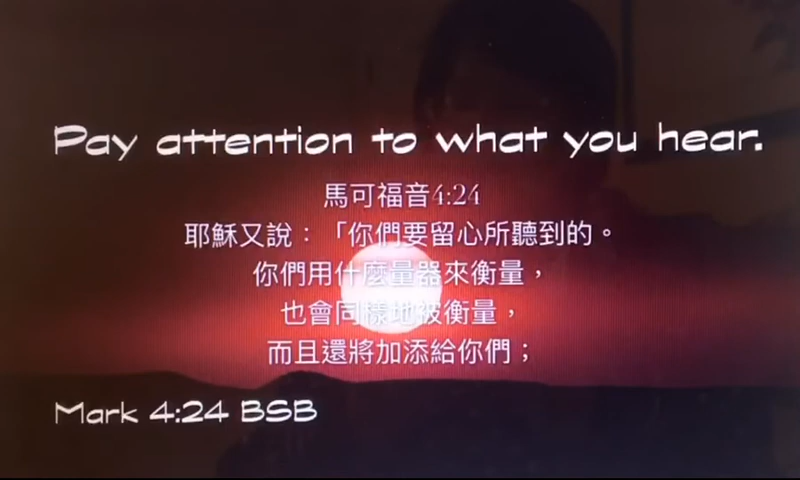 Pay attention to what you hear.
馬可福音4:24
耶穌又說：「你們要留心所聽到的。
你們用什麼量器來衡量，
也會同樣地被衡量，
而且還將加添給你們；
Mark 4:24 BSB